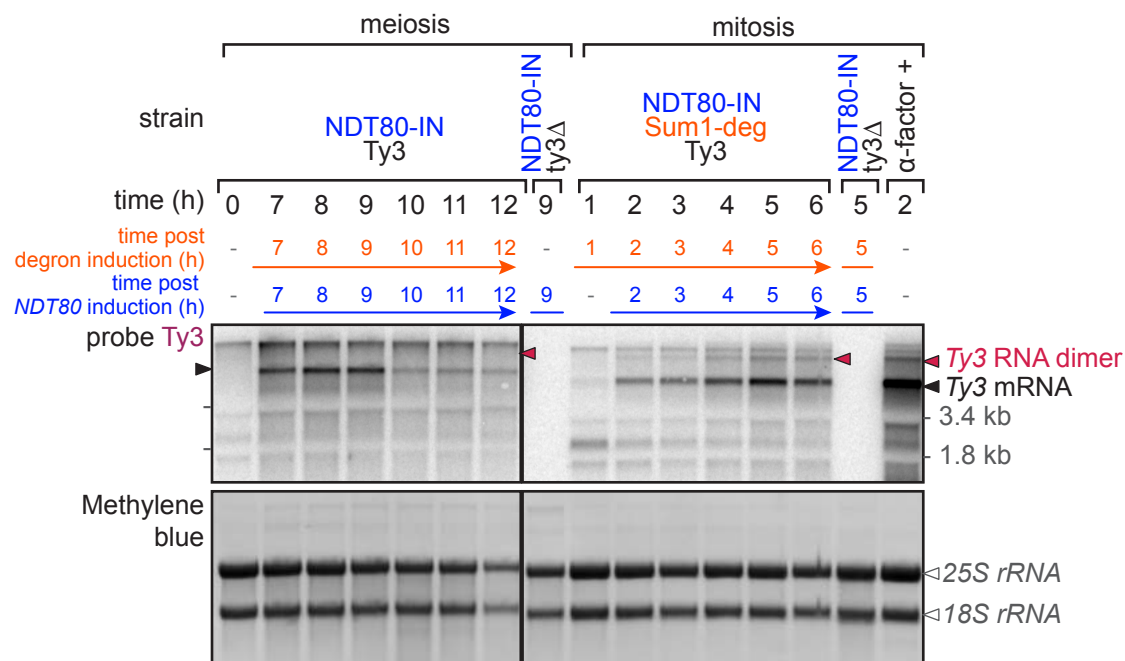 meiosis
mitosis
strain
NDT80-IN
Ty3
NDT80-IN
ty3Δ
NDT80-IN
Sum1-deg
Ty3
NDT80-IN
ty3Δ
α-factor +
time (h) 0 7 8 9 10 11 12 9 1 2 3 4 5 6 5 2
time post
degron induction (h) - 7 8 9 10 11 12 - 1 2 3 4 5 6 5 -
time post
NDT80 induction (h) - 7 8 9 10 11 12 9 - 2 3 4 5 6 5 -
probe Ty3
Ty3 RNA dimer
Ty3 mRNA
- 3.4 kb
- 1.8 kb
Methylene
blue
25S rRNA
18S rRNA